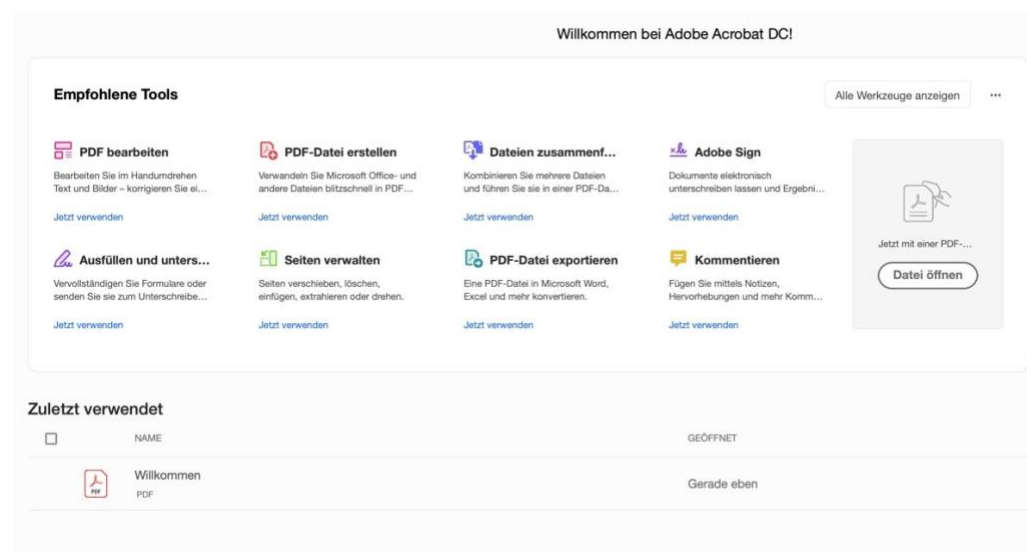 Willkommen bei Adobe Acrobat DC!
Empfohlene Tools
Alle Werkzeuge anzeigen
...
PDF bearbeiten
Bearbeiten Sie im Handumdrehen
Text und Bilder – korrigieren Sie ei...
Jetzt verwenden
PDF-Datei erstellen
Verwandeln Sie Microsoft Office- und
andere Dateien blitzschnell in PDF...
Jetzt verwenden
Dateien zusammenf...
Kombinieren Sie mehrere Dateien
und führen Sie sie in einer PDF-Da...
Jetzt verwenden
Adobe Sign
Dokumente elektronisch
unterschreiben lassen und Ergebni...
Jetzt verwenden
Ausfüllen und unters...
Vervollständigen Sie Formulare oder
senden Sie sie zum Unterschreibe...
Jetzt verwenden
Seiten verwalten
Seiten verschieben, löschen,
einfügen, extrahieren oder drehen.
Jetzt verwenden
PDF-Datei exportieren
Eine PDF-Datei in Microsoft Word,
Excel und mehr konvertieren.
Jetzt verwenden
Kommentieren
Fügen Sie mittels Notizen,
Hervorhebungen und mehr Komm...
Jetzt verwenden
Jetzt mit einer PDF-...
Datei öffnen
Zuletzt verwendet
NAME
GEÖFFNET
PDF
Willkommen
PDF
Gerade eben